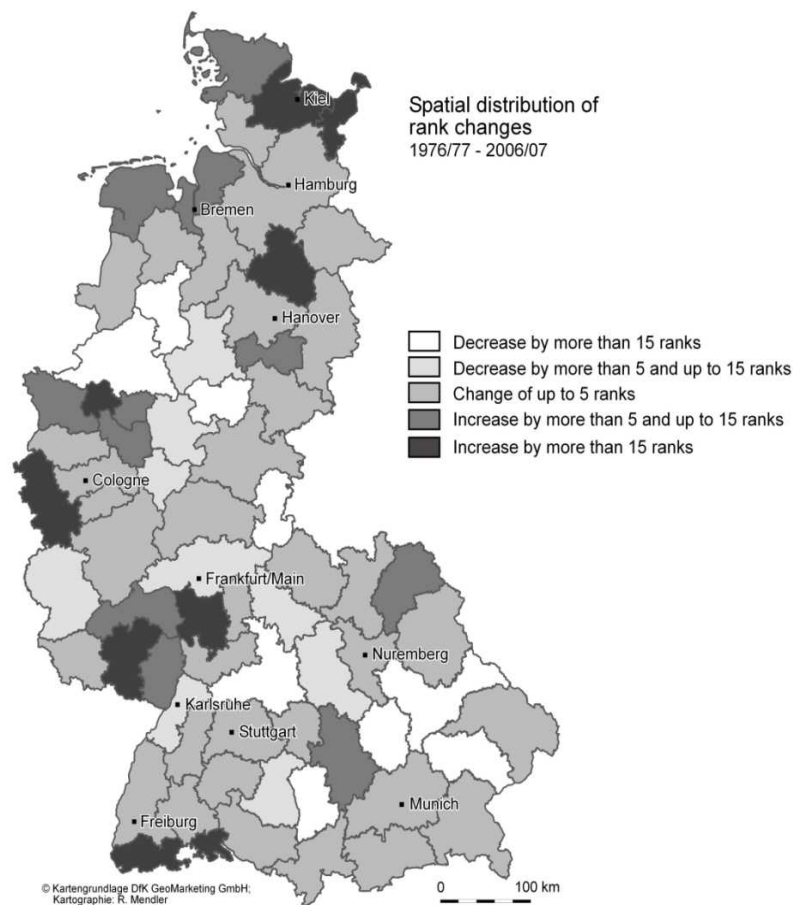 Kiel
Spatial distribution of
rank changes
1976/77 - 2006/07
Hamburg
Bremen
Hanover
Decrease by more than 15 ranks
Decrease by more than 5 and up to 15 ranks
Change of up to 5 ranks
Increase by more than 5 and up to 15 ranks
Increase by more than 15 ranks
Cologne
Frankfurt/Main
Nuremberg
Karlsruhe
Stuttgart
Munich
Freiburg
© Kartengrundlage DfK GeoMarketing GmbH;
Kartographie: R. Mendler
0 100 km